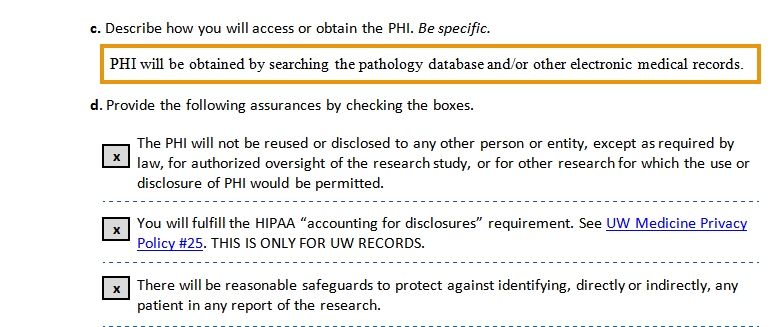 c. Describe how you will access or obtain the PHI. Be specific.
PHI will be obtained by searching the pathology database and/or other electronic medical records.
d. Provide the following assurances by checking the boxes.
The PHI will not be reused or disclosed to any other person or entity, except as required by
x law, for authorized oversight of the research study, or for other research for which the use or
disclosure of PHI would be permitted.
x You will fulfill the HIPAA “accounting for disclosures” requirement. See UW Medicine Privacy
Policy #25. THIS IS ONLY FOR UW RECORDS.
x There will be reasonable safeguards to protect against identifying, directly or indirectly, any
patient in any report of the research.